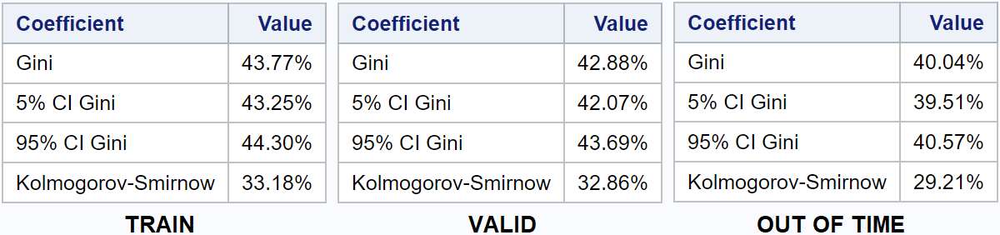 Coefficient Value
Gini 43.77%
5% CI Gini 43.25%
95% CI Gini 44.30%
Kolmogorov-Smirnow 33.18%
TRAIN
Coefficient Value
Gini 42.88%
5% CI Gini 42.07%
95% CI Gini 43.69%
Kolmogorov-Smirnow 32.86%
VALID
Coefficient Value
Gini 40.04%
5% CI Gini 39.51%
95% CI Gini 40.57%
Kolmogorov-Smirnow 29.21%
OUT OF TIME